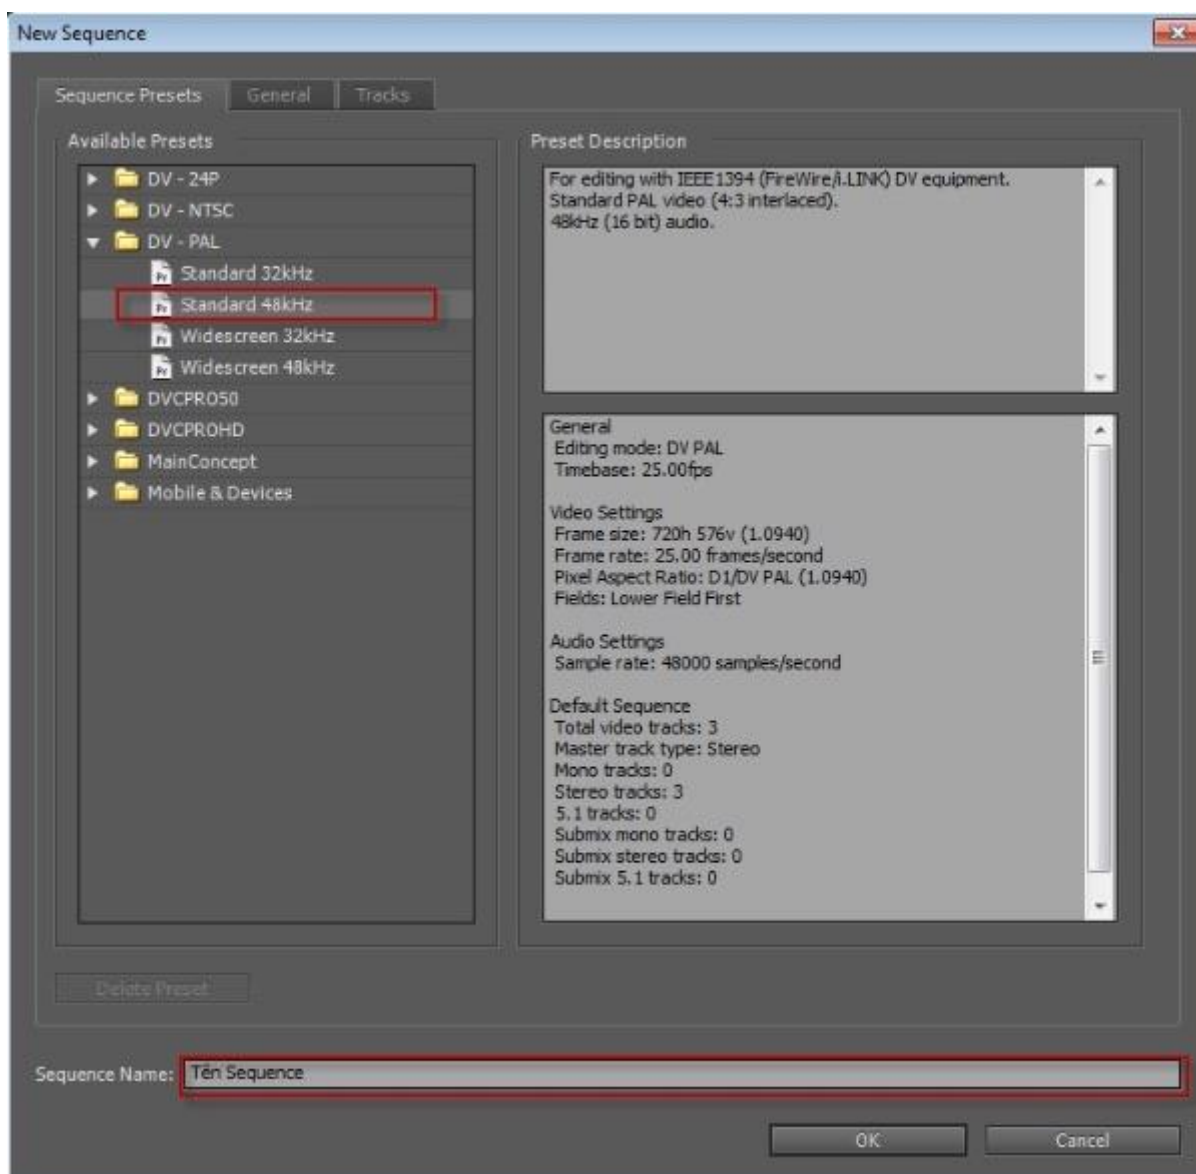 New Sequence
Sequence Presets General Tracks
Available Presets
DV - 24P
DV - NTSC
DV - PAL
Standard 32kHz
Standard 48kHz
Widescreen 32kHz
Widescreen 48kHz
DVCPRO50
DVCPROHD
MainConcept
Mobile & Devices
Preset Description
For editing with IEEE1394 (FireWire/i.LINK) DV equipment.
Standard PAL video (4:3 interlaced).
48kHz (16 bit) audio.
General
Editing mode: DV PAL
Timebase: 25.00fps
Video Settings
Frame size: 720h 576v (1.0940)
Frame rate: 25.00 frames/second
Pixel Aspect Ratio: D1/DV PAL (1.0940)
Fields: Lower Field First
Audio Settings
Sample rate: 48000 samples/second
Default Sequence
Total video tracks: 3
Master track type: Stereo
Mono tracks: 0
Stereo tracks: 3
5.1 tracks: 0
Submix mono tracks: 0
Submix stereo tracks: 0
Submix 5.1 tracks: 0
Delete Preset
Sequence Name: Tên Sequence
OK Cancel